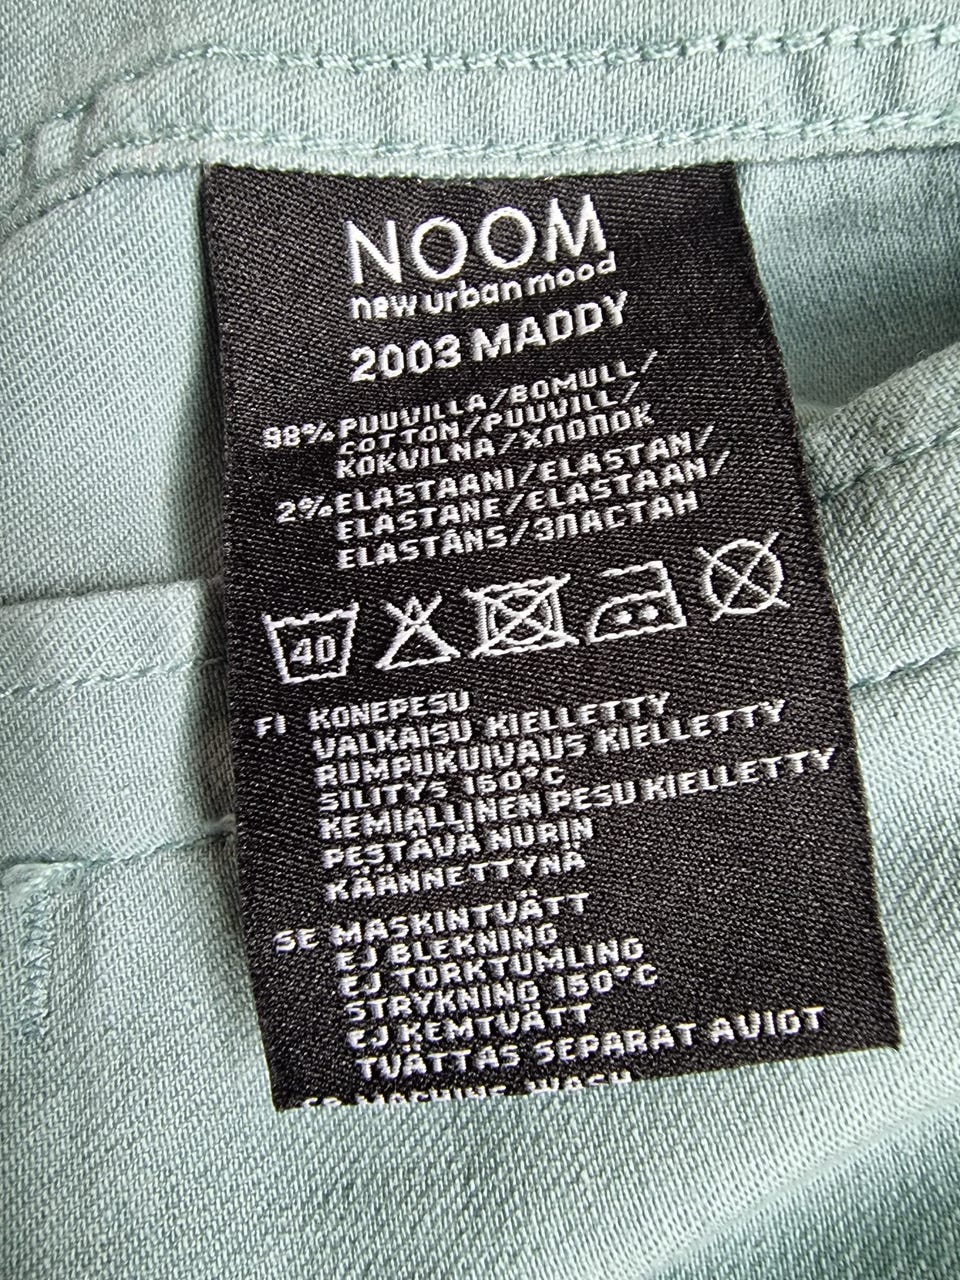 NOOM
new urban mood
2003 MADDY
98% PUUVILLA/BOMULL/
COTTON/PUUVILL/
KOKVILNA/ХЛОПОК
2% ELASTAANI/ELASTAN/
ELASTANE/ELASTAAN/
ELASTĀNS/ЭЛАСТАН
40
FI KONEPESU
VALKAISU KIELLETTY
RUMPUKUIVAUS KIELLETTY
SILITYS 150°C
KEMIALLINEN PESU KIELLETTY
PESTÄVÄ NURIN
KÄÄNNETTYNÄ
SE MASKINTVÄTT
EJ BLEKNING
EJ TORKTUMLING
STRYKNING 150°C
EJ KEMTVÄTT
TVÄTTAS SEPARAT AVIGT
MACHINE WASH